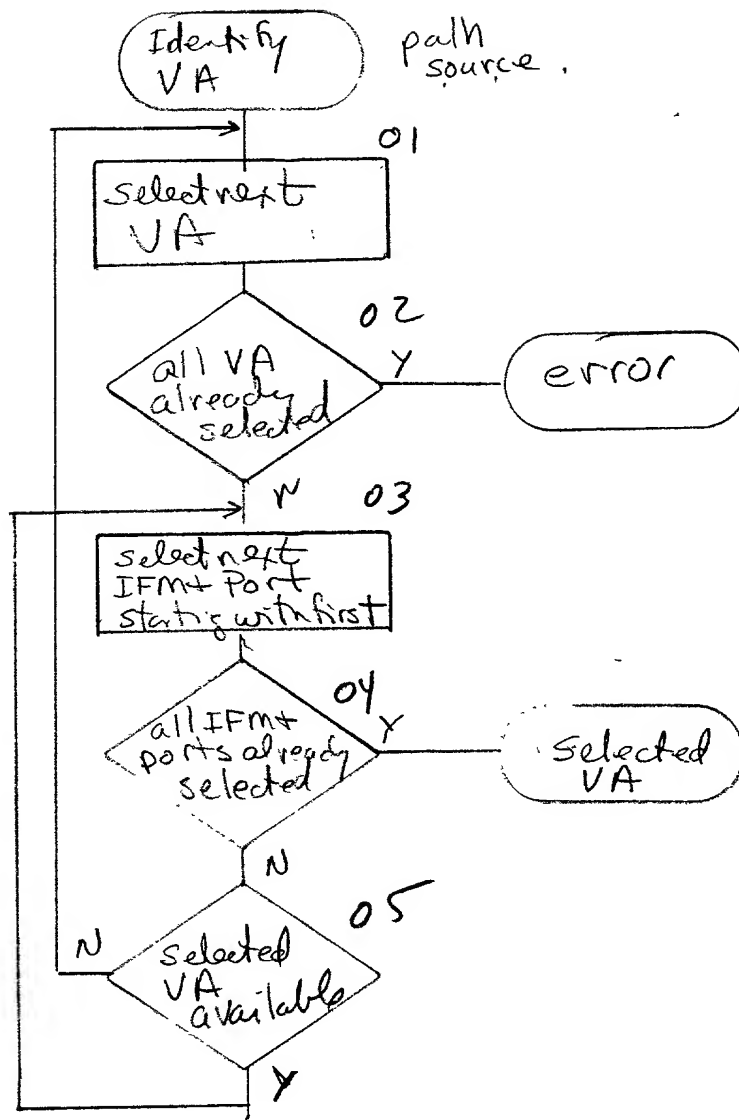 Identify
VA
path
source.
01
select next
VA
02
all VA
already
selected
Y
error
N
03
select next
IFM+ Port
starting with first
04
all IFM+
ports already
selected
Y
selected
VA
N
05
selected
VA
available
N
Y